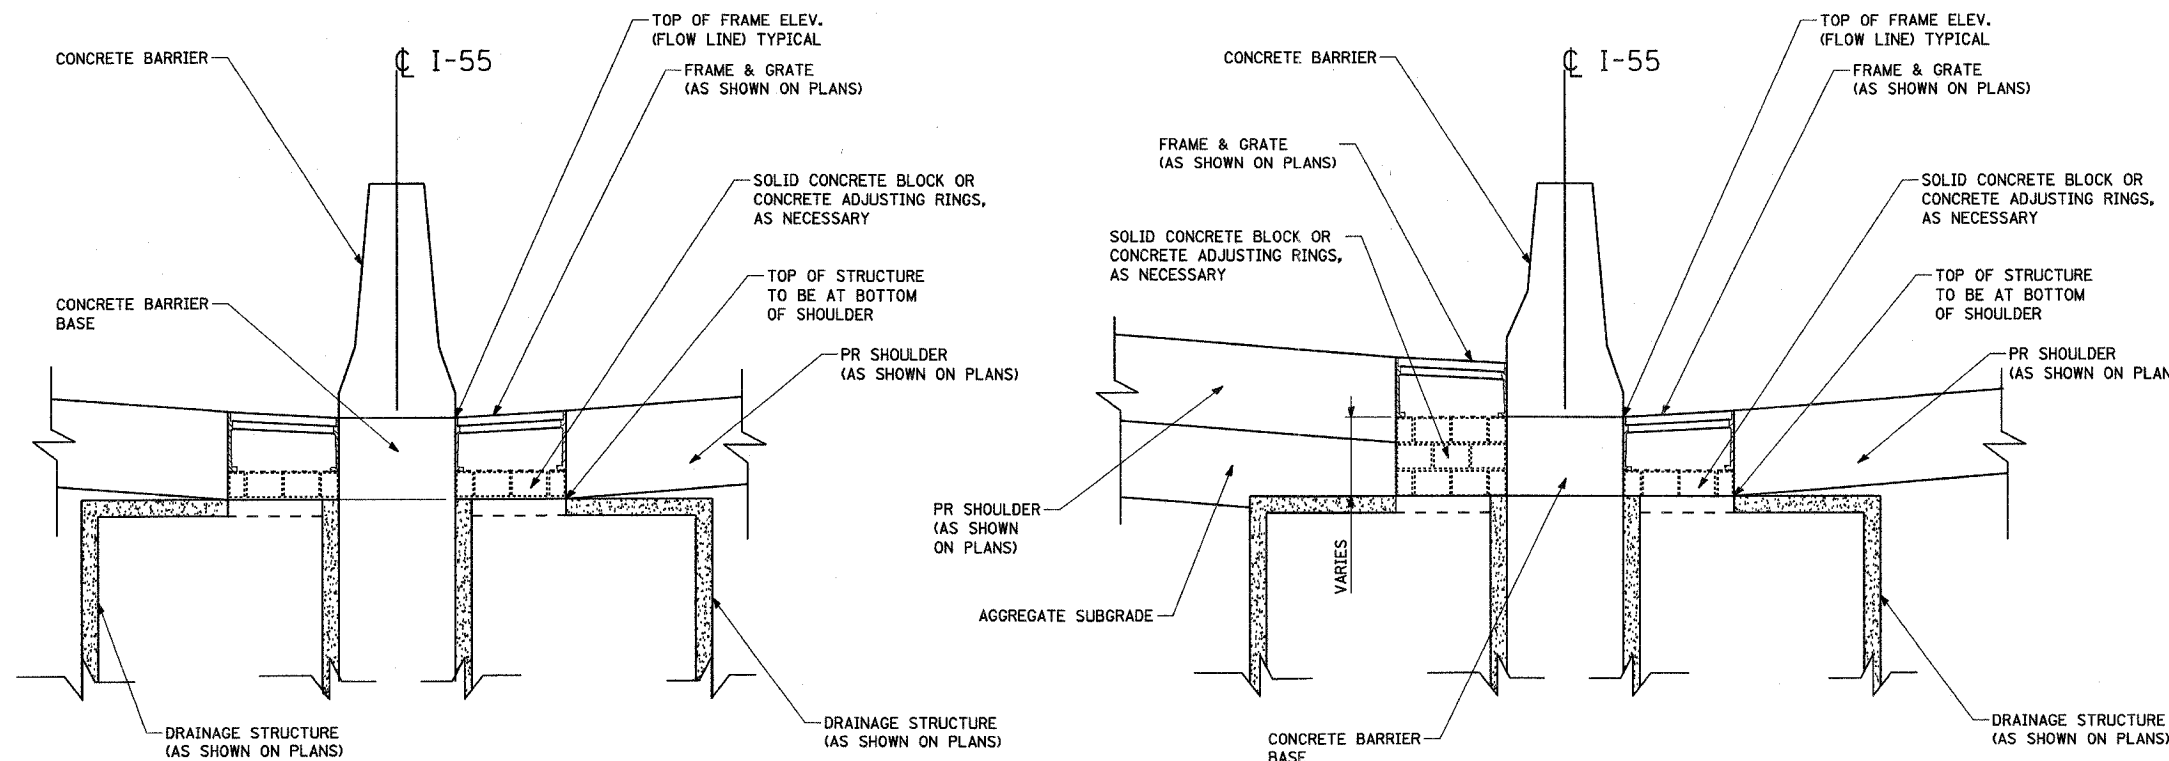 TOP OF FRAME ELEV.
(FLOW LINE) TYPICAL
CONCRETE BARRIER
℄ I-55
FRAME & GRATE
(AS SHOWN ON PLANS)
SOLID CONCRETE BLOCK OR
CONCRETE ADJUSTING RINGS,
AS NECESSARY
TOP OF STRUCTURE
TO BE AT BOTTOM
OF SHOULDER
CONCRETE BARRIER
BASE
PR SHOULDER
(AS SHOWN ON PLANS)
DRAINAGE STRUCTURE
(AS SHOWN ON PLANS)
DRAINAGE STRUCTURE
(AS SHOWN ON PLANS)
TOP OF FRAME ELEV.
(FLOW LINE) TYPICAL
CONCRETE BARRIER
℄ I-55
FRAME & GRATE
(AS SHOWN ON PLANS)
FRAME & GRATE
(AS SHOWN ON PLANS)
SOLID CONCRETE BLOCK OR
CONCRETE ADJUSTING RINGS,
AS NECESSARY
SOLID CONCRETE BLOCK OR
CONCRETE ADJUSTING RINGS,
AS NECESSARY
TOP OF STRUCTURE
TO BE AT BOTTOM
OF SHOULDER
PR SHOULDER
(AS SHOWN ON PLAN
PR SHOULDER
(AS SHOWN
ON PLANS)
VARIES
AGGREGATE SUBGRADE
CONCRETE BARRIER
BASE
DRAINAGE STRUCTURE
(AS SHOWN ON PLANS)